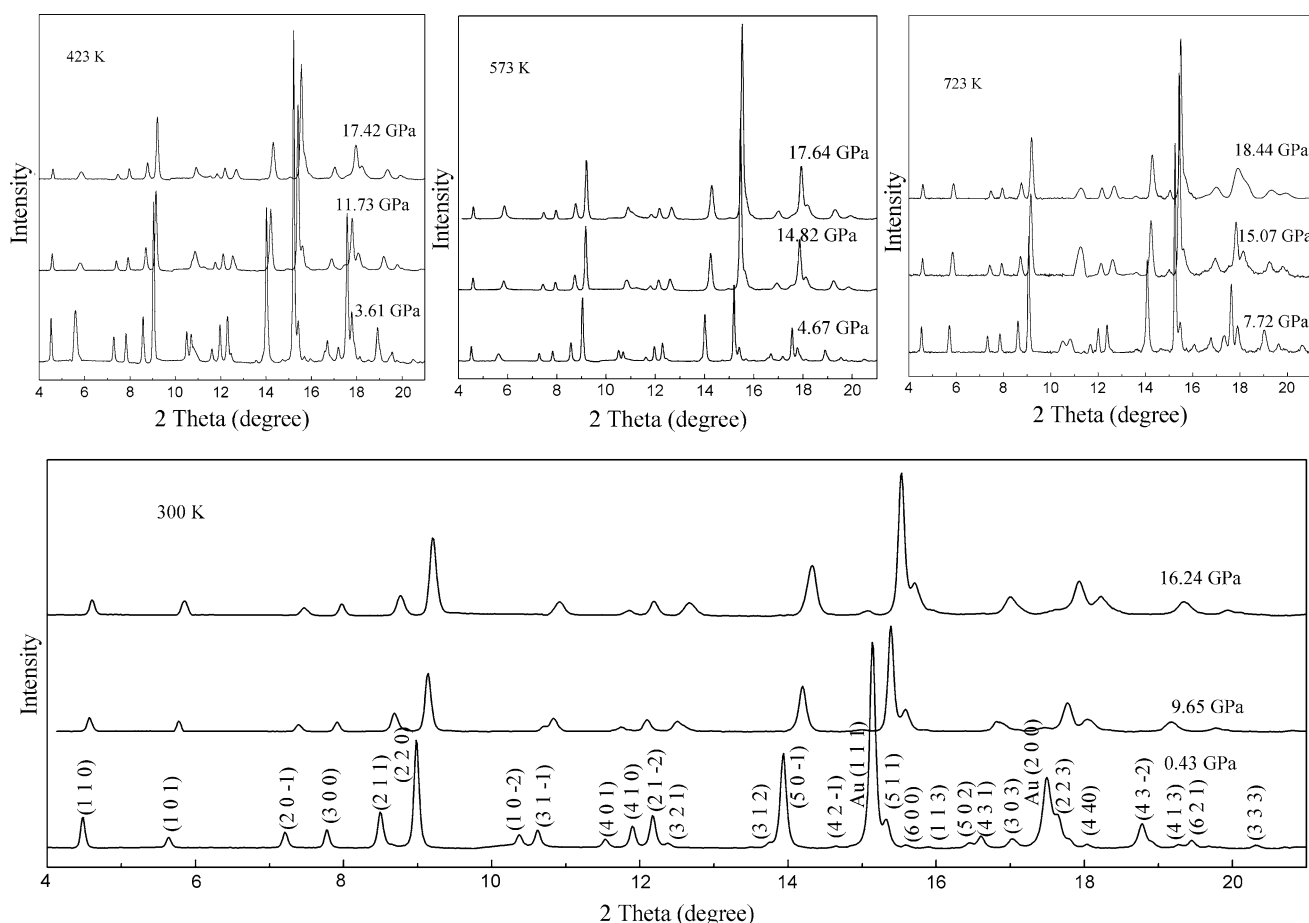 423 K
17.42 GPa
11.73 GPa
3.61 GPa
Intensity
4 6 8 10 12 14 16 18 20
2 Theta (degree)
573 K
17.64 GPa
14.82 GPa
4.67 GPa
Intensity
4 6 8 10 12 14 16 18 20
2 Theta (degree)
723 K
18.44 GPa
15.07 GPa
7.72 GPa
Intensity
4 6 8 10 12 14 16 18 20
2 Theta (degree)
300 K
16.24 GPa
9.65 GPa
0.43 GPa
Intensity
(1 1 0)
(1 0 1)
(2 0 -1)
(3 0 0)
(2 1 1)
(2 2 0)
(1 0 -2)
(3 1 -1)
(4 0 1)
(4 1 0)
(2 1 -2)
(3 2 1)
(3 1 2)
(5 0 -1)
(4 2 -1)
Au (1 1 1)
(5 1 1)
(6 0 0)
(1 1 3)
(5 0 2)
(4 3 1)
(3 0 3)
Au (2 0 0)
(2 2 3)
(4 40)
(4 3 -2)
(4 1 3)
(6 2 1)
(3 3 3)
4 6 8 10 12 14 16 18 20
2 Theta (degree)